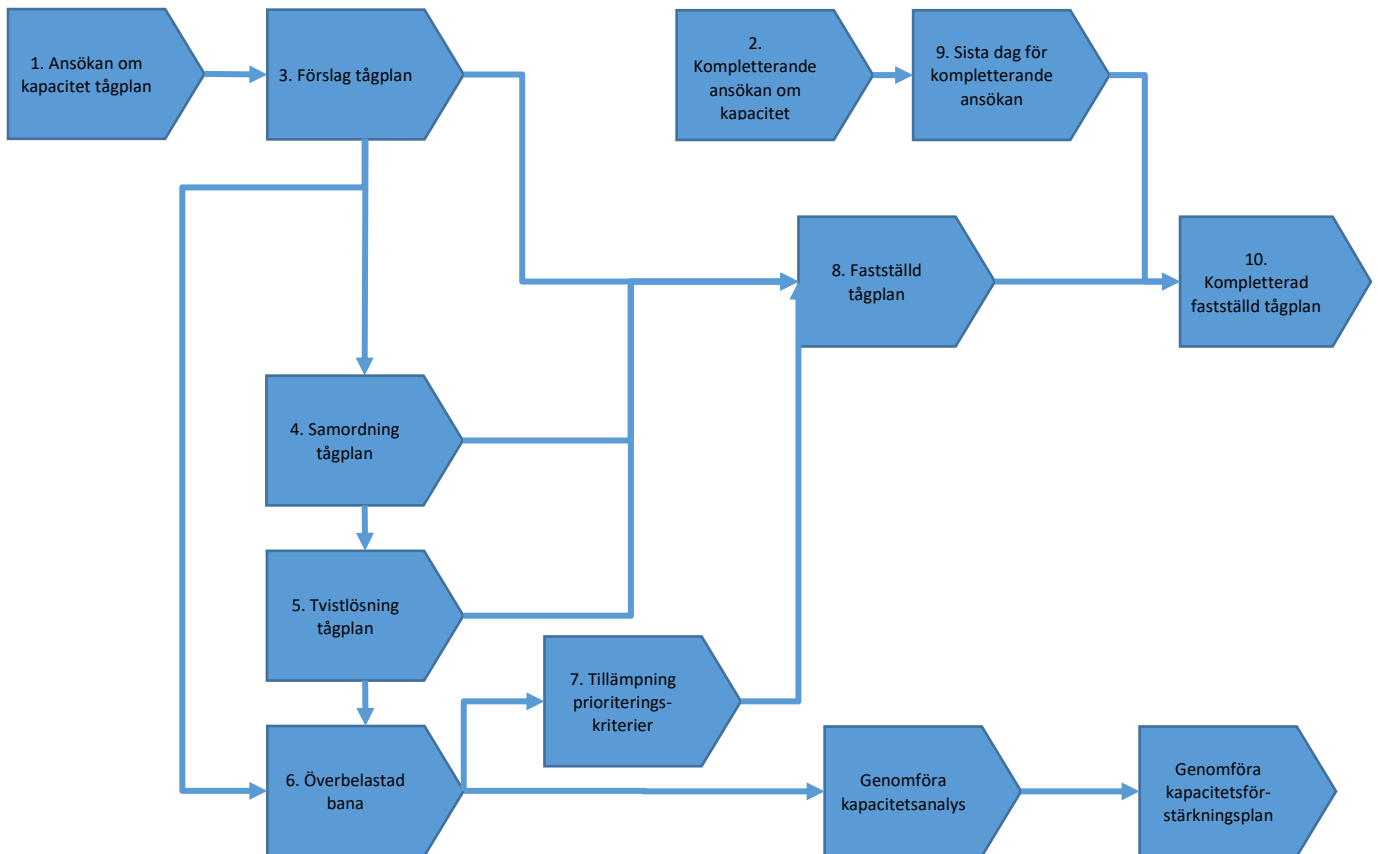 1. Ansökan om
kapacitet tågplan
3. Förslag tågplan
2.
Kompletterande
ansökan om
kapacitet
9. Sista dag för
kompletterande
ansökan
8. Fastställd
tågplan
10.
Kompletterad
fastställd tågplan
4. Samordning
tågplan
5. Tvistlösning
tågplan
7. Tillämpning
prioriterings-
kriterier
6. Överbelastad
bana
Genomföra
kapacitetsanalys
Genomföra
kapacitetsför-
stärkningsplan